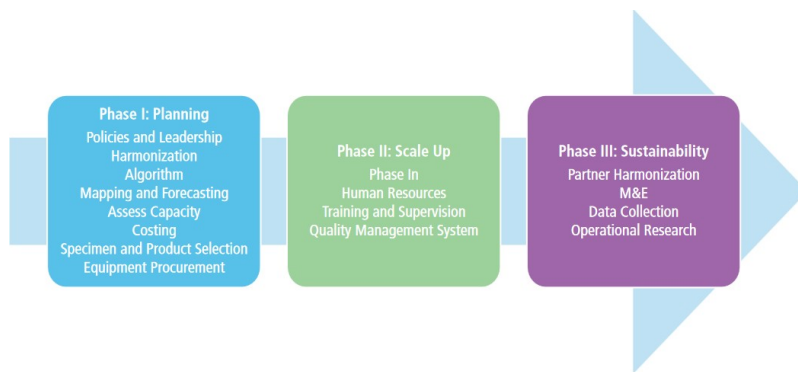 Phase I: Planning
Policies and Leadership
Harmonization
Algorithm
Mapping and Forecasting
Assess Capacity
Costing
Specimen and Product Selection
Equipment Procurement
Phase II: Scale Up
Phase In
Human Resources
Training and Supervision
Quality Management System
Phase III: Sustainability
Partner Harmonization
M&E
Data Collection
Operational Research